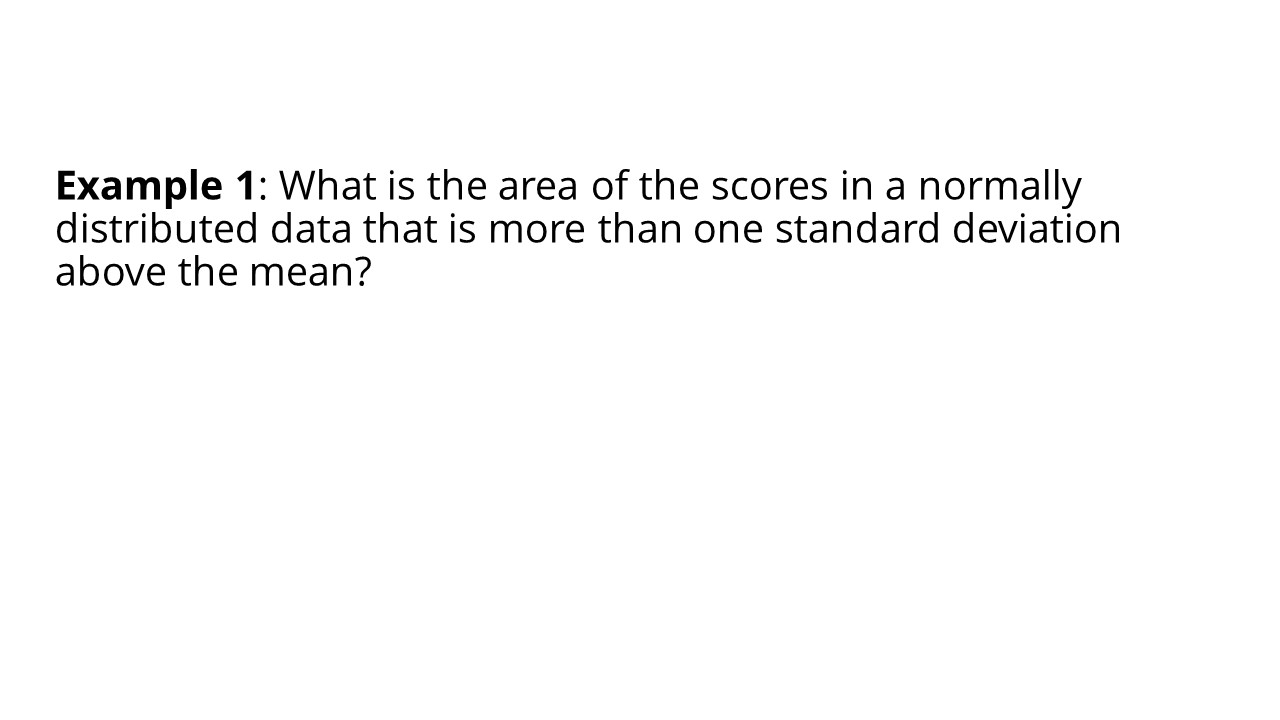 Example 1: What is the area of the scores in a normally
distributed data that is more than one standard deviation
above the mean?